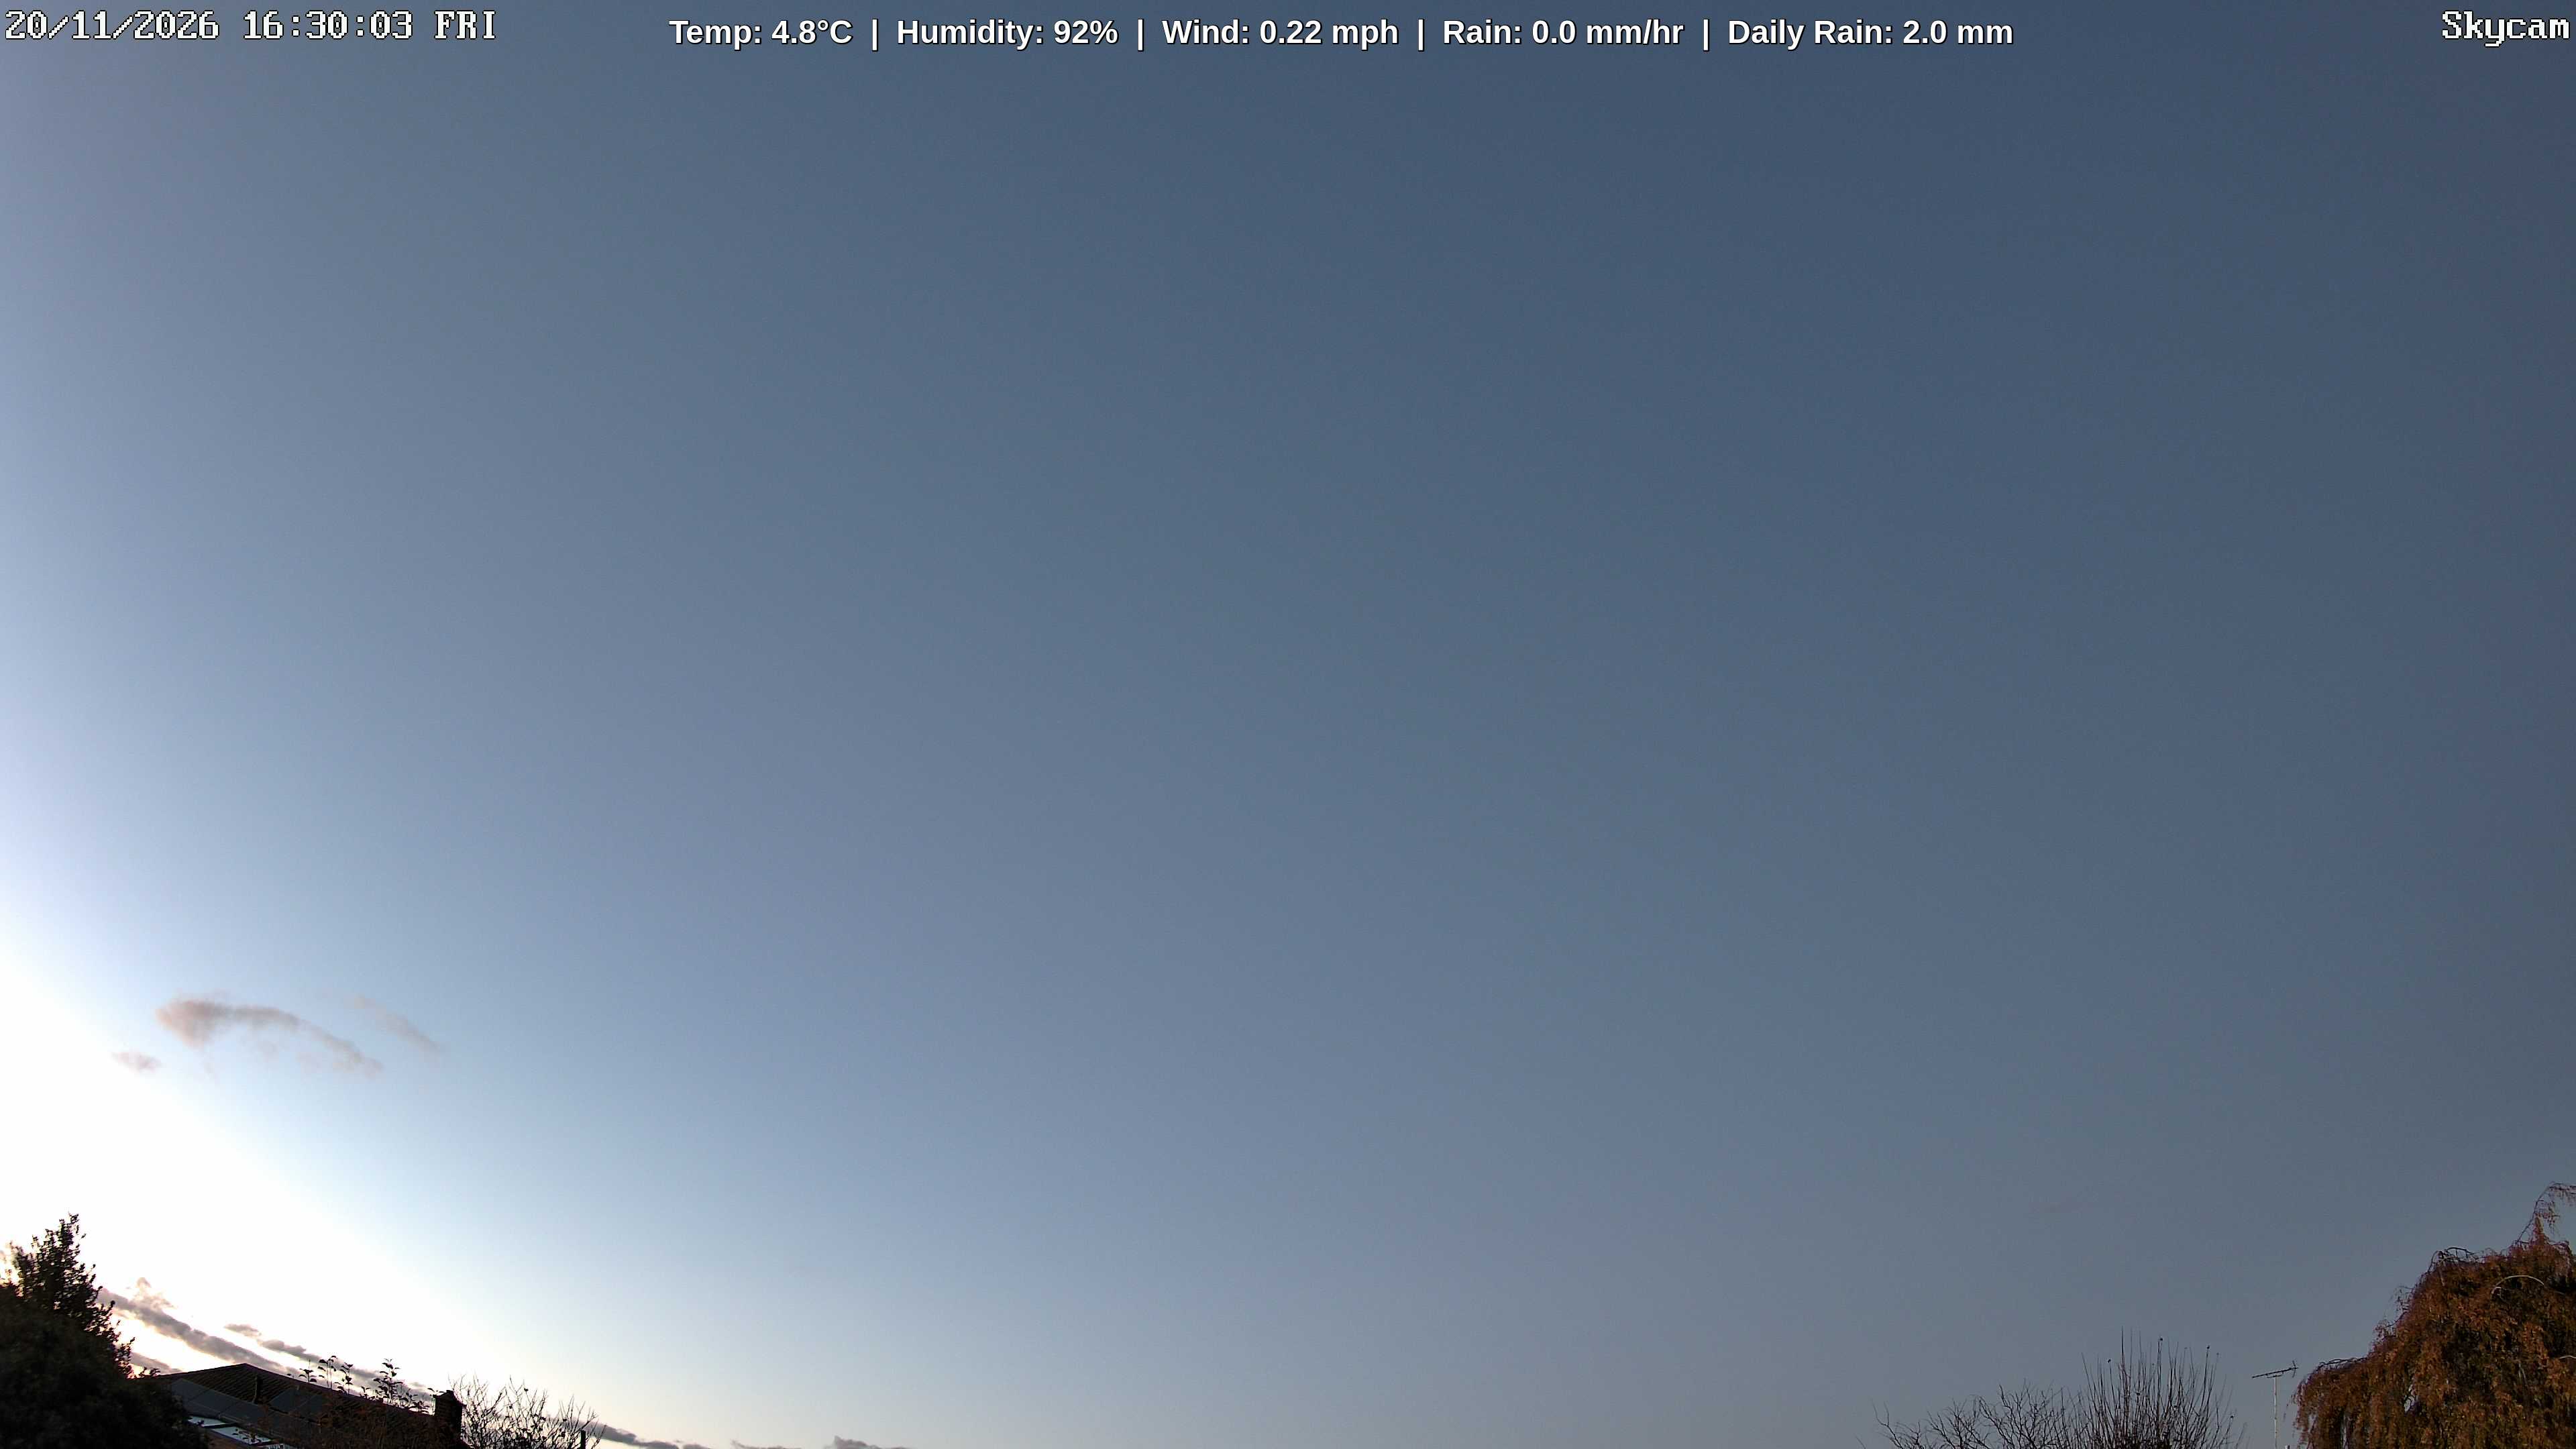 20/11/2026 16:30:03 FRI
Temp: 4.8°C | Humidity: 92% | Wind: 0.22 mph | Rain: 0.0 mm/hr | Daily Rain: 2.0 mm
Skycam